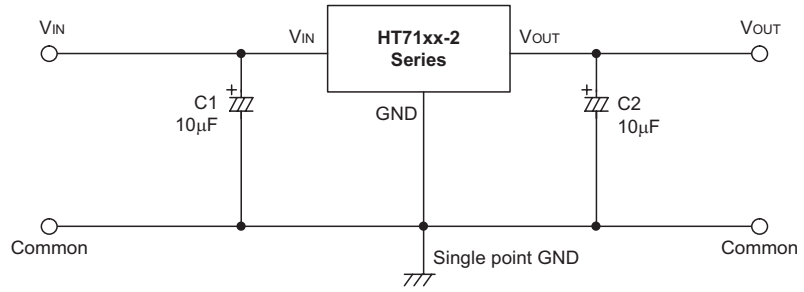 VIN
VIN
HT71xx-2
Series
VOUT
VOUT
+
C1
10μF
GND
+
C2
10μF
Common
Single point GND
Common